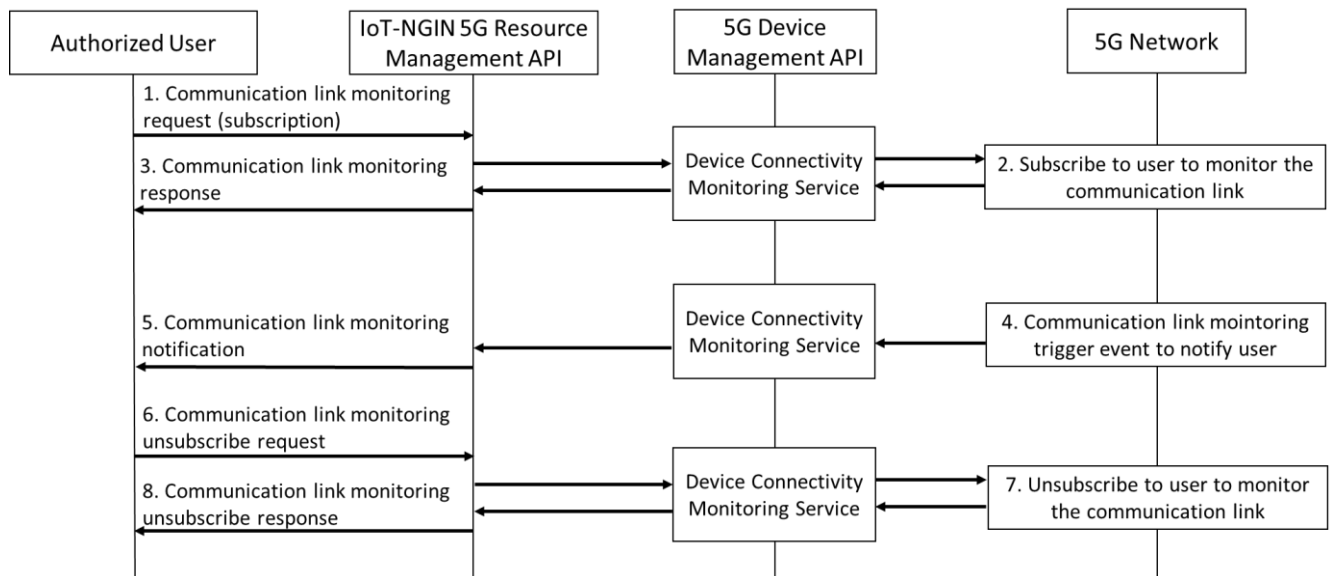 Authorized User
IoT-NGIN 5G Resource
Management API
5G Device
Management API
5G Network
1. Communication link monitoring
request (subscription)
3. Communication link monitoring
response
Device Connectivity
Monitoring Service
2. Subscribe to user to monitor the
communication link
5. Communication link monitoring
notification
Device Connectivity
Monitoring Service
4. Communication link mointoring
trigger event to notify user
6. Communication link monitoring
unsubscribe request
8. Communication link monitoring
unsubscribe response
Device Connectivity
Monitoring Service
7. Unsubscribe to user to monitor
the communication link